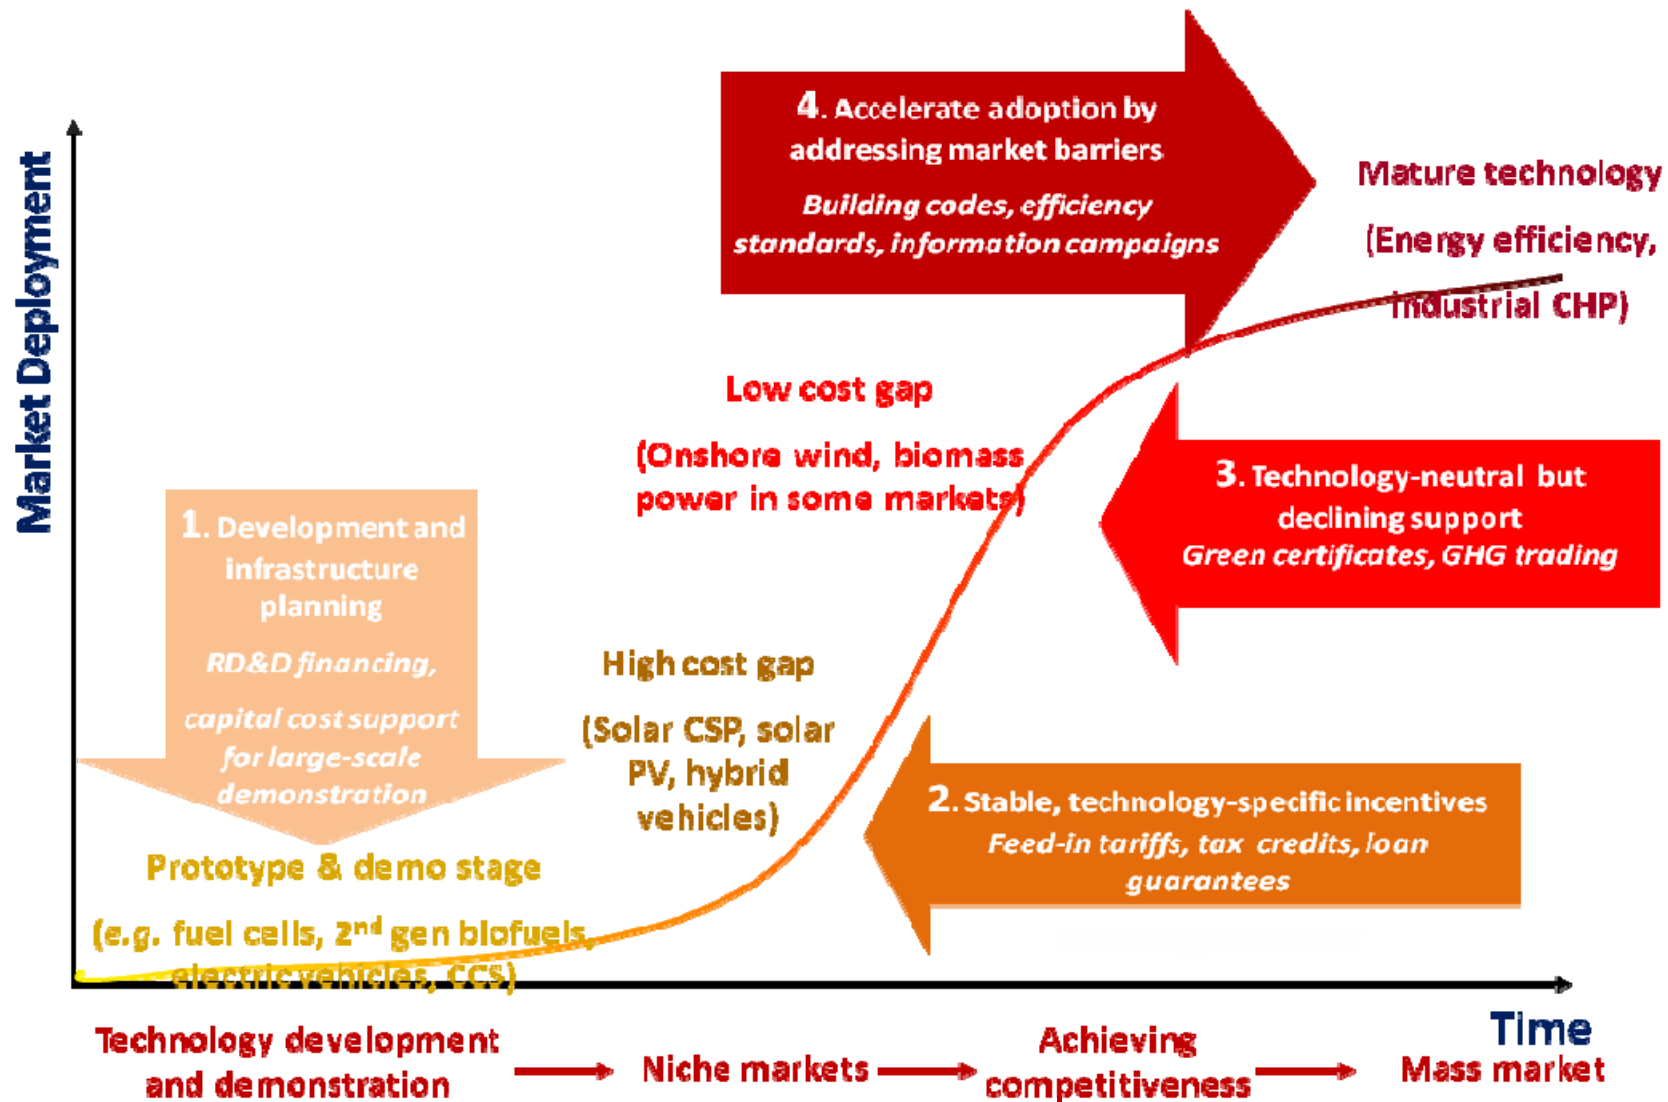 Market Deployment
4. Accelerate adoption by
addressing market barriers
Building codes, efficiency
standards, information campaigns
Mature technology
(Energy efficiency,
industrial CHP)
Low cost gap
(Onshore wind, biomass
power in some markets)
3. Technology-neutral but
declining support
Green certificates, GHG trading
1. Development and
infrastructure
planning
RD&D financing,
capital cost support
for large-scale
demonstration
High cost gap
(Solar CSP, solar
PV, hybrid
vehicles)
2. Stable, technology-specific incentives
Feed-in tariffs, tax credits, loan
guarantees
Prototype & demo stage
(e.g. fuel cells, 2nd gen biofuels,
electric vehicles, CCS)
Time
Technology development
and demonstration
Niche markets
Achieving
competitiveness
Mass market